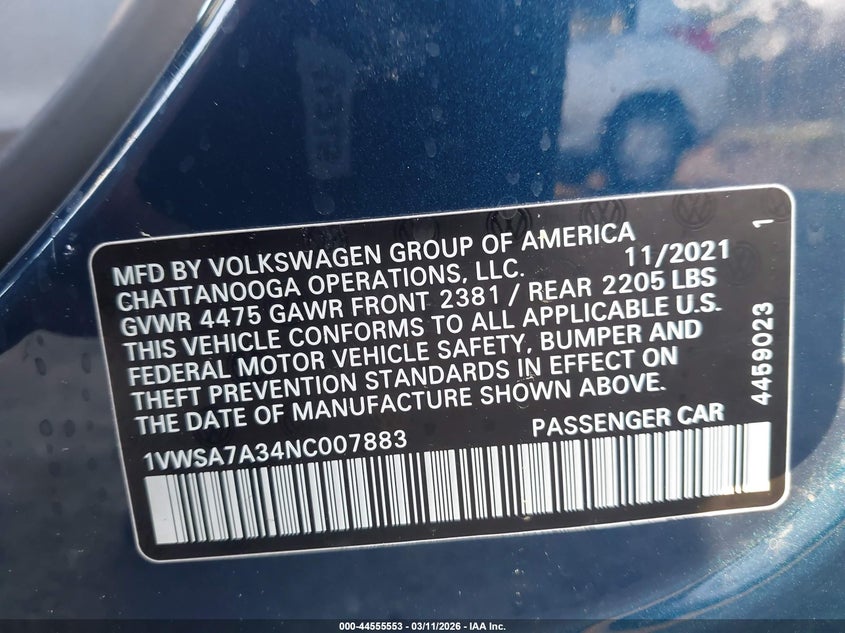 MFD BY VOLKSWAGEN GROUP OF AMERICA 11/2021
CHATTANOOGA OPERATIONS, LLC.
GVWR 4475 GAWR FRONT 2381 / REAR 2205 LBS
THIS VEHICLE CONFORMS TO ALL APPLICABLE U.S.
FEDERAL MOTOR VEHICLE SAFETY, BUMPER AND
THEFT PREVENTION STANDARDS IN EFFECT ON
THE DATE OF MANUFACTURE SHOWN ABOVE.
1VWSA7A34NC007883 PASSENGER CAR
4459023 1
000-44555553 — 03/11/2026 — IAA Inc.